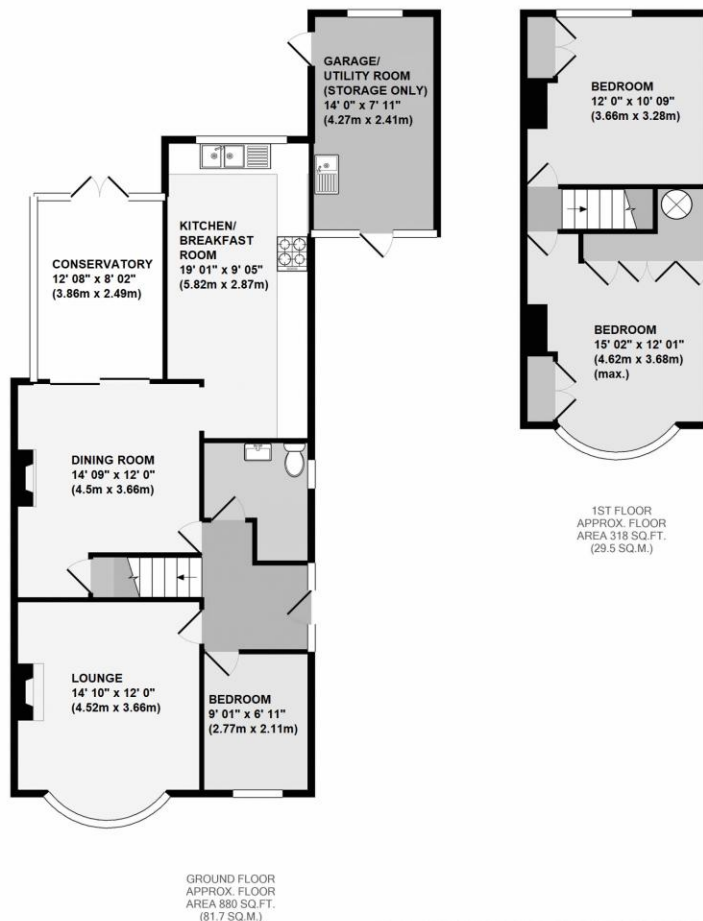 GARAGE/
UTILITY ROOM
(STORAGE ONLY)
14' 0" x 7' 11"
(4.27m x 2.41m)
KITCHEN/
BREAKFAST
ROOM
19' 01" x 9' 05"
(5.82m x 2.87m)
CONSERVATORY
12' 08" x 8' 02"
(3.86m x 2.49m)
DINING ROOM
14' 09" x 12' 0"
(4.5m x 3.66m)
LOUNGE
14' 10" x 12' 0"
(4.52m x 3.66m)
BEDROOM
9' 01" x 6' 11"
(2.77m x 2.11m)
GROUND FLOOR
APPROX. FLOOR
AREA 880 SQ.FT.
(81.7 SQ.M.)
BEDROOM
12' 0" x 10' 09"
(3.66m x 3.28m)
BEDROOM
15' 02" x 12' 01"
(4.62m x 3.68m)
(max.)
1ST FLOOR
APPROX. FLOOR
AREA 318 SQ.FT.
(29.5 SQ.M.)